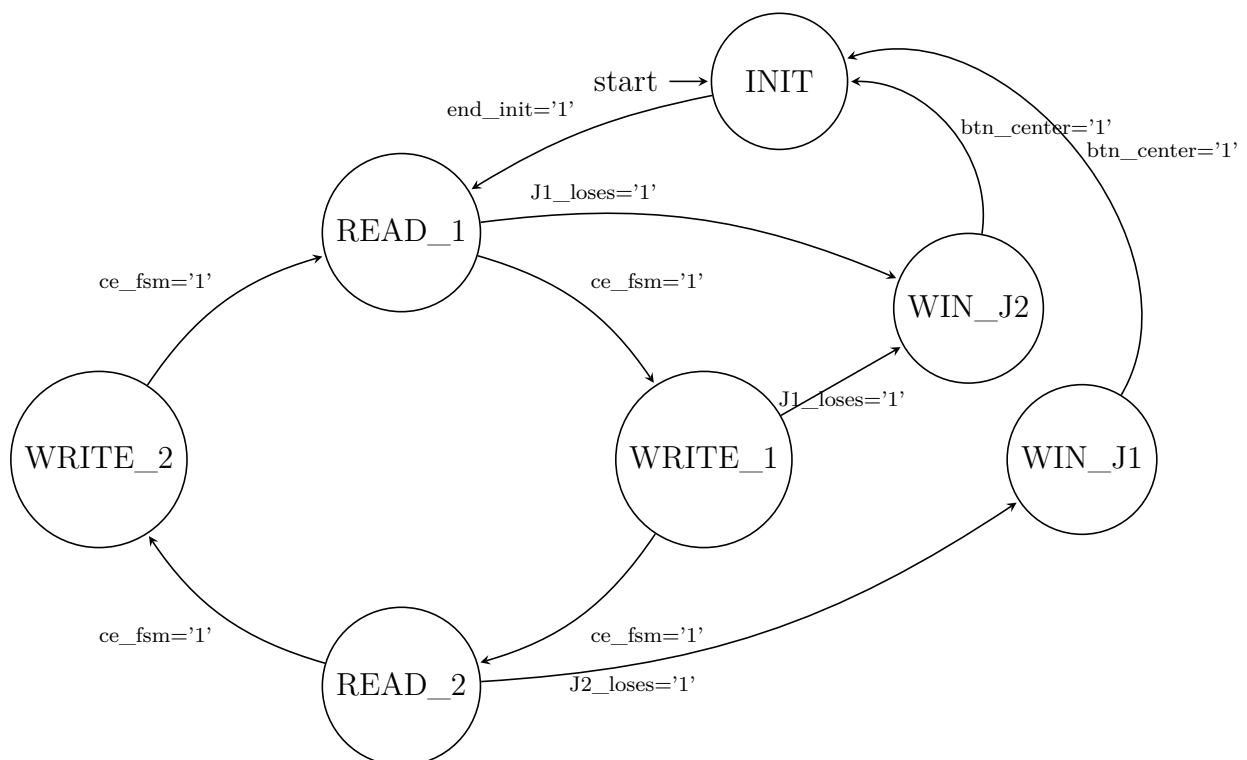 start
INIT
end_init='1'
btn_center='1'
btn_center='1'
J1_loses='1'
READ_1
ce_fsm='1'
ce_fsm='1'
WIN_J2
J1_loses='1'
WRITE_2
WRITE_1
WIN_J1
ce_fsm='1'
ce_fsm='1'
READ_2
J2_loses='1'